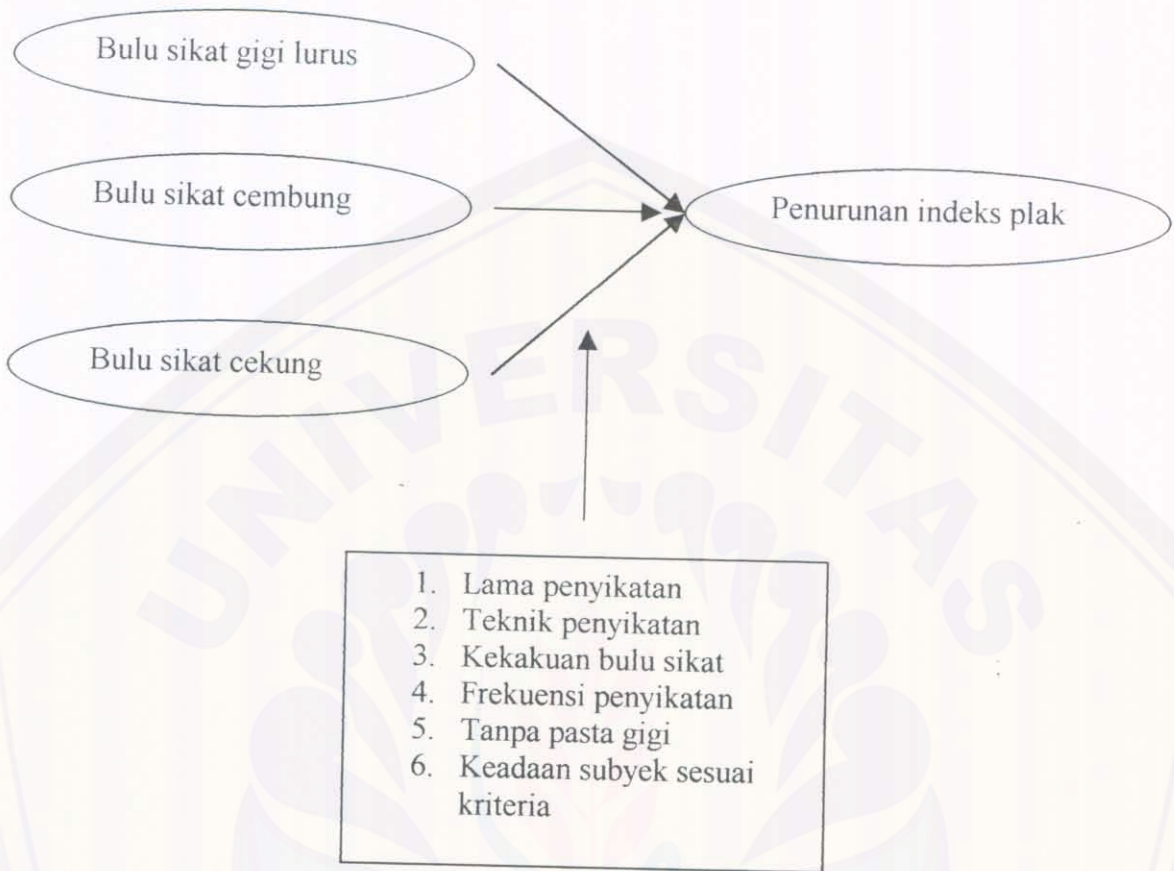 Bulu sikat gigi lurus
Bulu sikat cembung
Penurunan indeks plak
Bulu sikat cekung
UNIVERSITAS
1. Lama penyikatan
2. Teknik penyikatan
3. Kekakuan bulu sikat
4. Frekuensi penyikatan
5. Tanpa pasta gigi
6. Keadaan subyek sesuai
kriteria